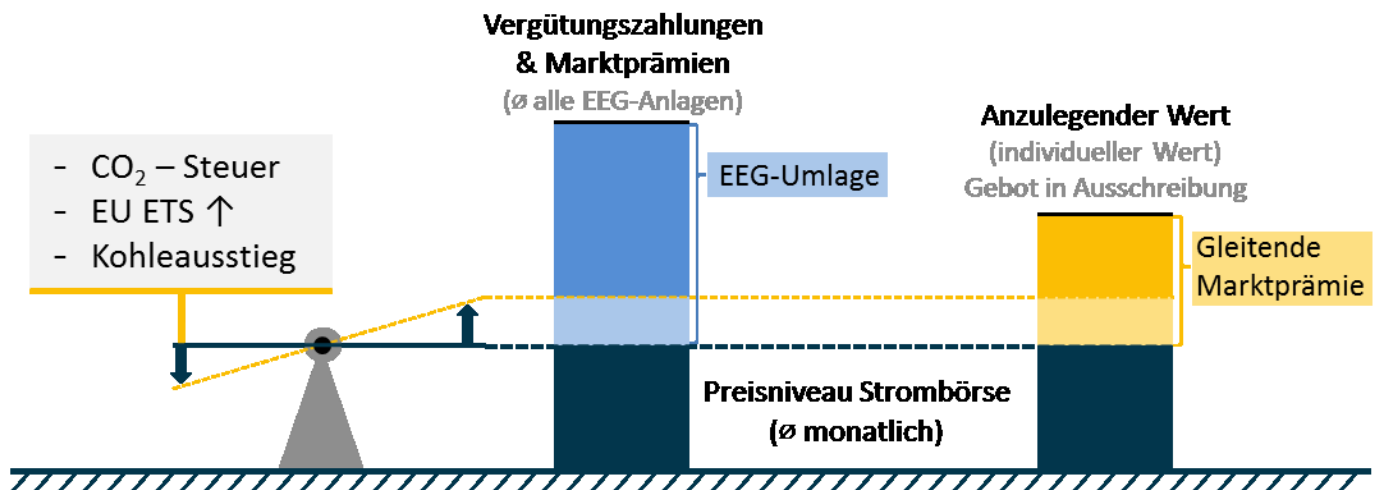 Vergütungszahlungen
& Marktprämien
(ø alle EEG-Anlagen)
Anzulegender Wert
(individueller Wert)
Gebot in Ausschreibung
- CO₂ – Steuer
- EU ETS ↑
- Kohleausstieg
EEG-Umlage
Gleitende
Marktprämie
Preisniveau Strombörse
(ø monatlich)